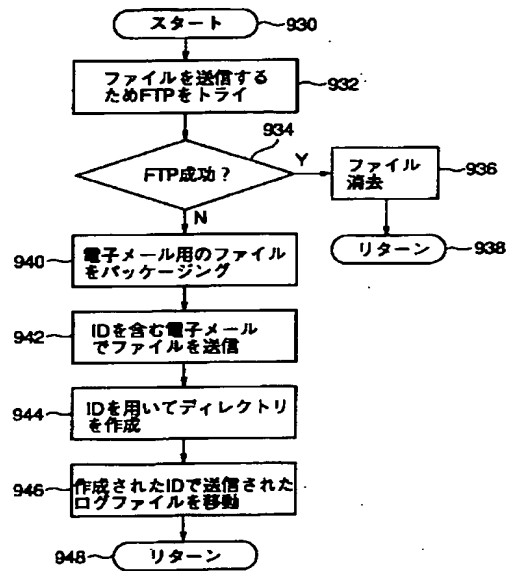 スタート
930
ファイルを送信する
ためFTPをトライ
932
934
FTP成功？
Y
ファイル
消去
936
N
リターン
938
940
電子メール用のファイル
をパッケージング
942
IDを含む電子メール
でファイルを送信
944
IDを用いてディレクトリ
を作成
946
作成されたIDで送信された
ログファイルを移動
948
リターン